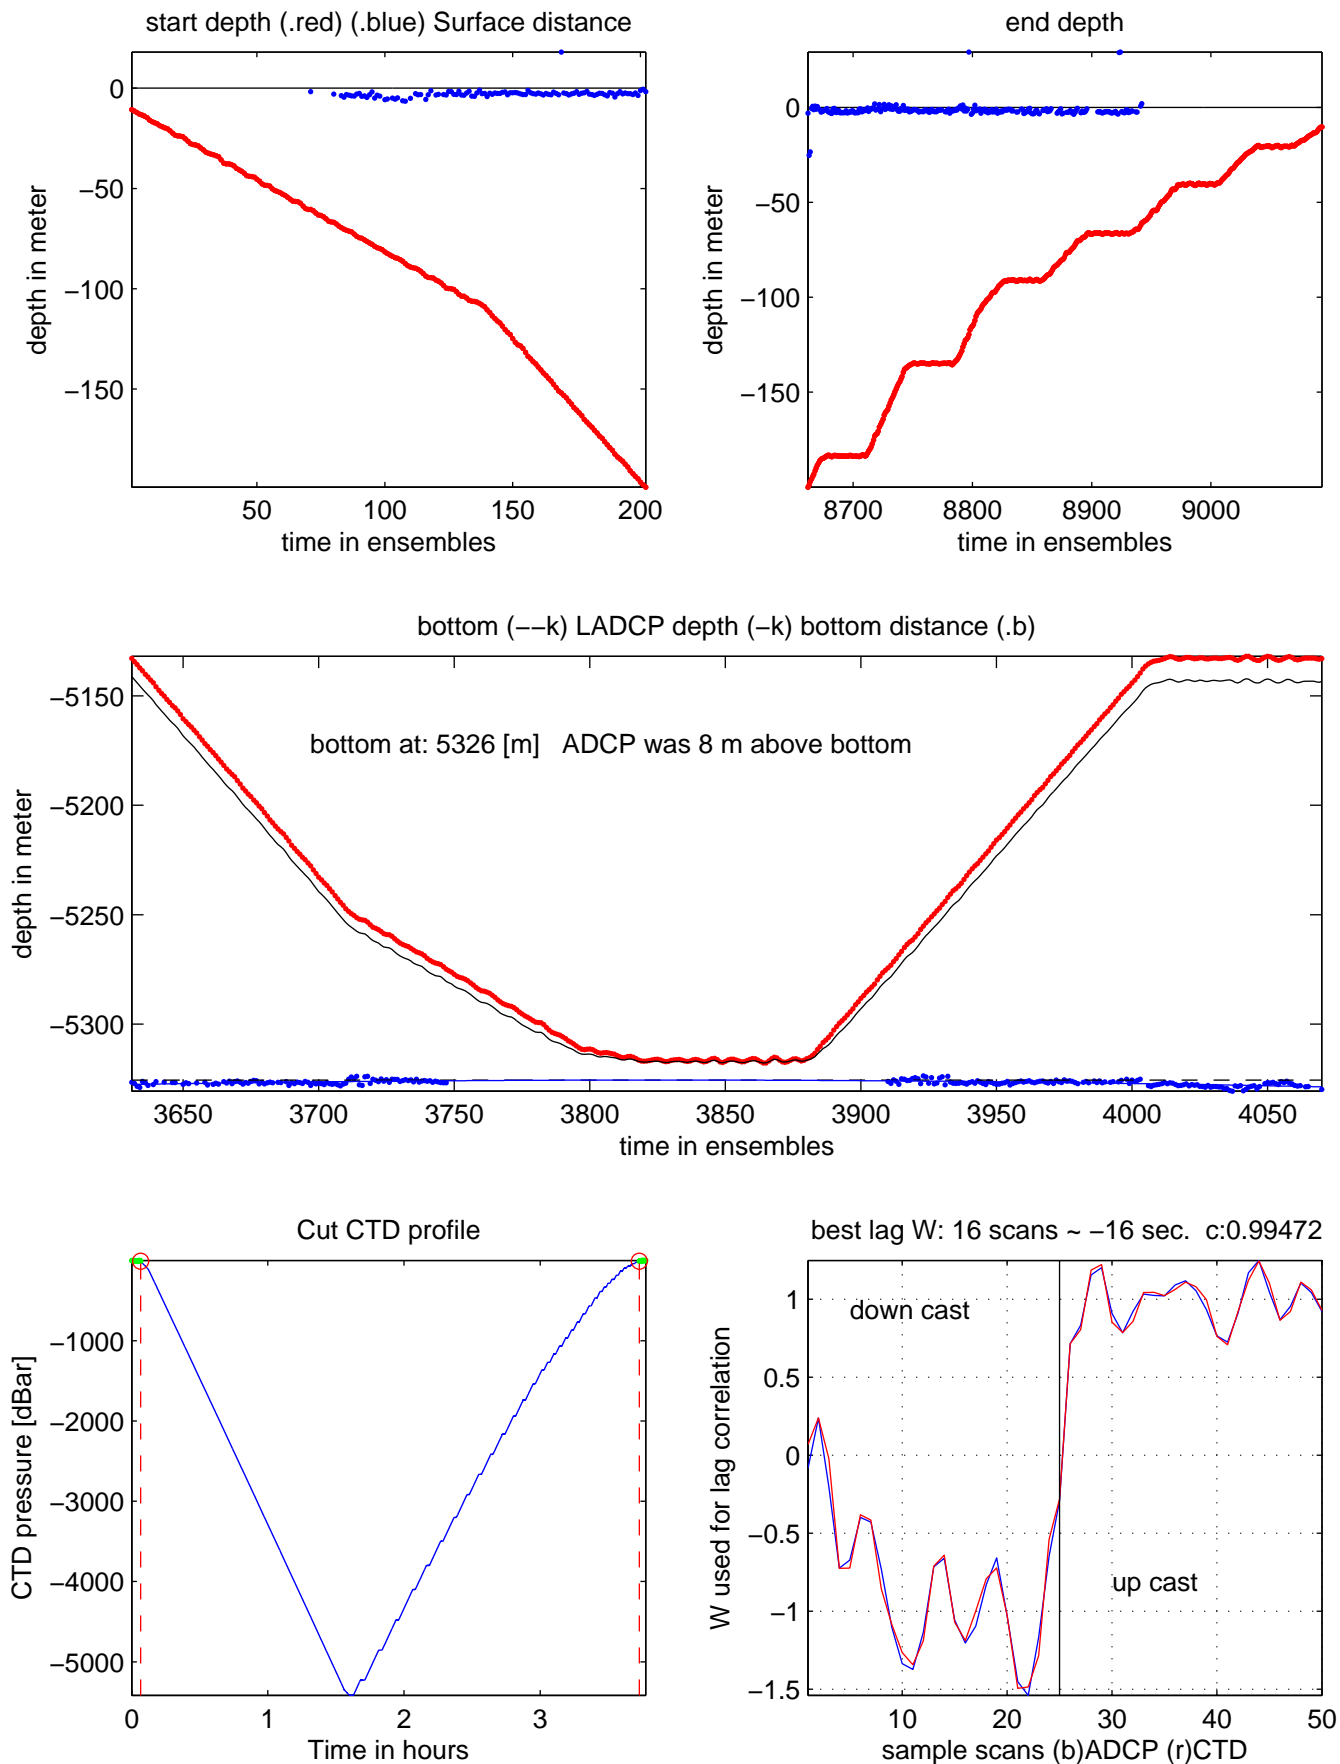 start depth (.red) (.blue) Surface distance
0
−50
−100
−150
depth in meter
50
100
150
200
time in ensembles
end depth
0
−50
−100
−150
depth in meter
8700
8800
8900
9000
time in ensembles
bottom (−−k) LADCP depth (−k) bottom distance (.b)
−5150
−5200
−5250
−5300
depth in meter
bottom at: 5326 [m]   ADCP was 8 m above bottom
3650
3700
3750
3800
3850
3900
3950
4000
4050
time in ensembles
Cut CTD profile
−1000
−2000
−3000
−4000
−5000
CTD pressure [dBar]
0
1
2
3
Time in hours
best lag W: 16 scans ~ −16 sec.  c:0.99472
1
0.5
0
−0.5
−1
−1.5
W used for lag correlation
down cast
up cast
10
20
30
40
50
sample scans (b)ADCP (r)CTD